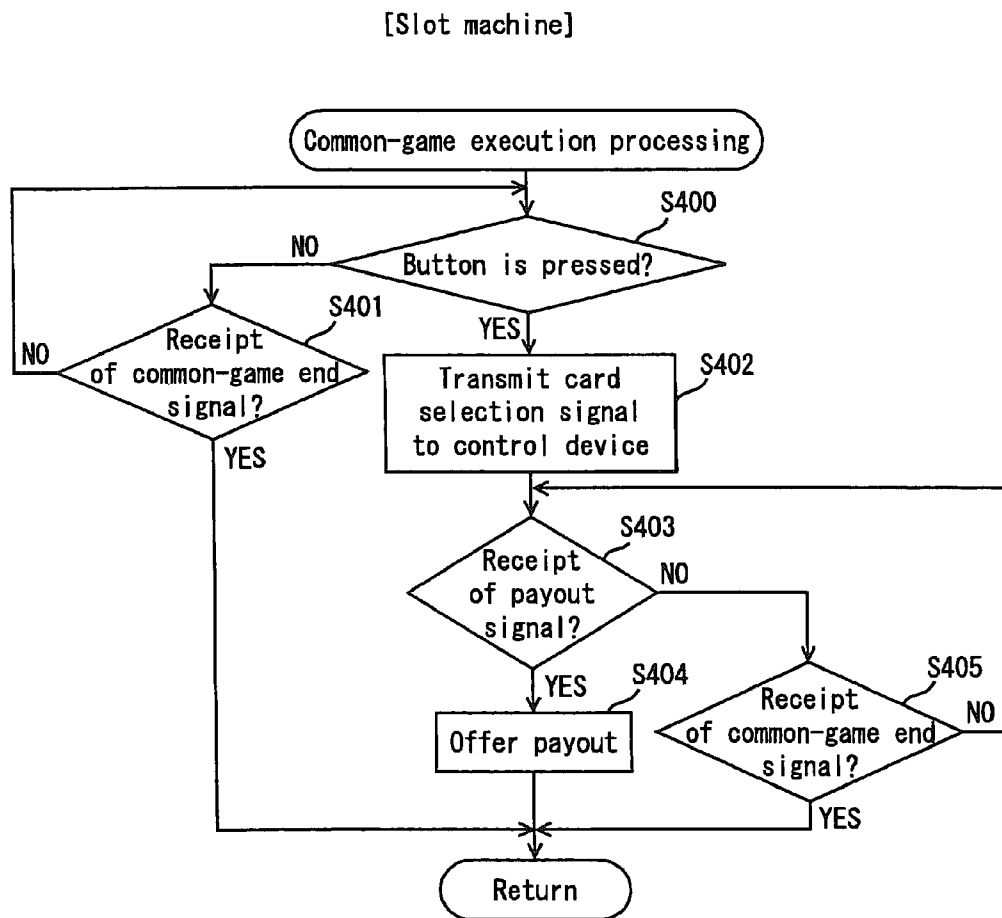 [Slot machine]
Common-game execution processing
S400
NO
Button is pressed?
S401
YES
NO
Receipt
of common-game end
signal?
YES
S402
Transmit card
selection signal
to control device
S403
Receipt
of payout
signal?
NO
YES
S404
S405
Offer payout
Receipt
of common-game end
signal?
NO
YES
Return